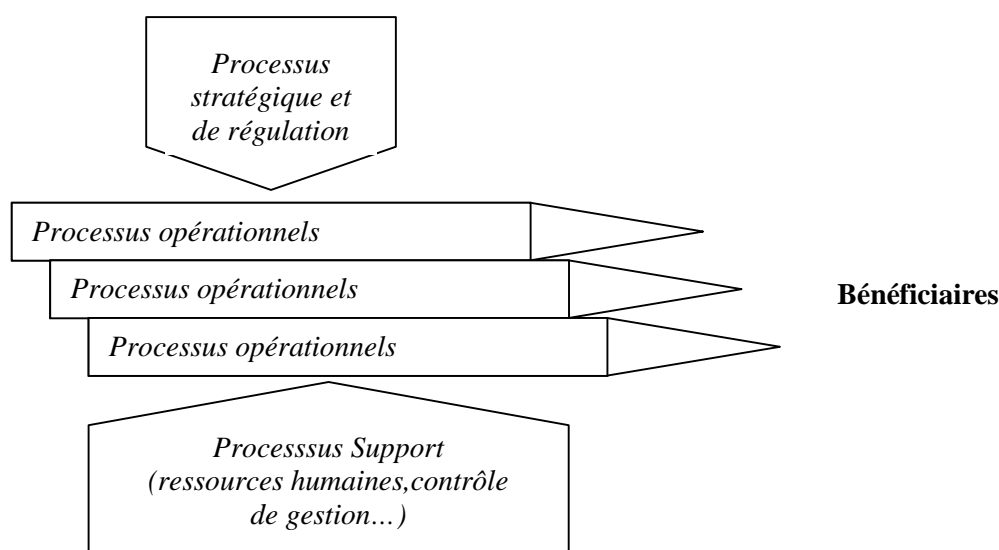 Processus
stratégique et
de régulation
Processus opérationnels
Processus opérationnels
Bénéficiaires
Processus opérationnels
Processsus Support
(ressources humaines,contrôle
de gestion…)